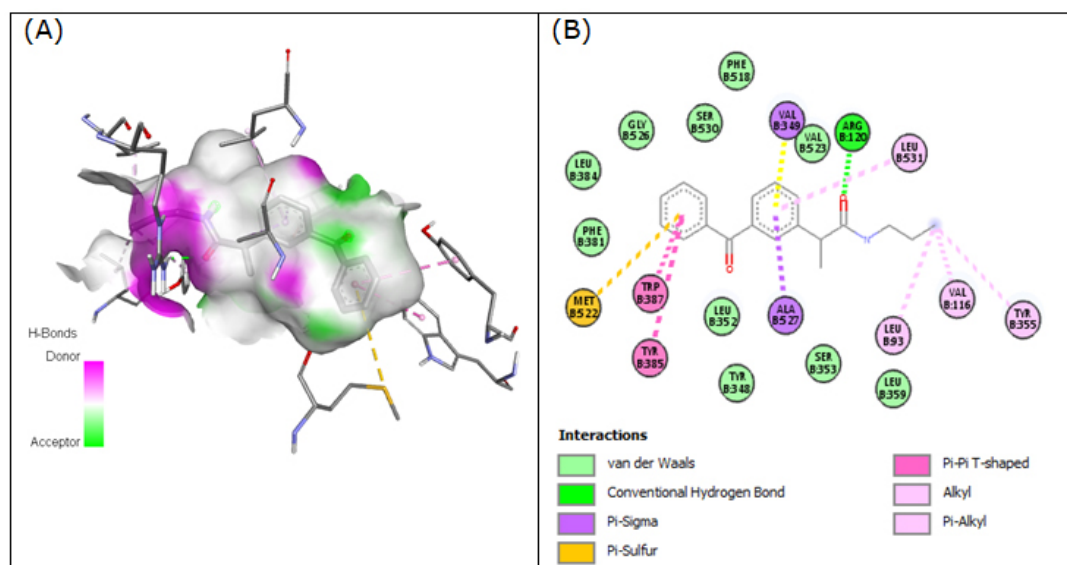 (A)
H-Bonds
Donor
Acceptor
(B)
PHE
B:518
GLY
B:526
SER
B:530
VAL
B:349
VAL
B:523
ARG
B:120
LEU
B:531
LEU
B:384
PHE
B:381
O
N
MET
B:522
TRP
B:387
TYR
B:385
LEU
B:352
ALA
B:527
VAL
B:116
TYR
B:355
LEU
B:93
TYR
B:348
SER
B:353
LEU
B:359
Interactions
van der Waals
Conventional Hydrogen Bond
Pi-Sigma
Pi-Sulfur
Pi-Pi T-shaped
Alkyl
Pi-Alkyl